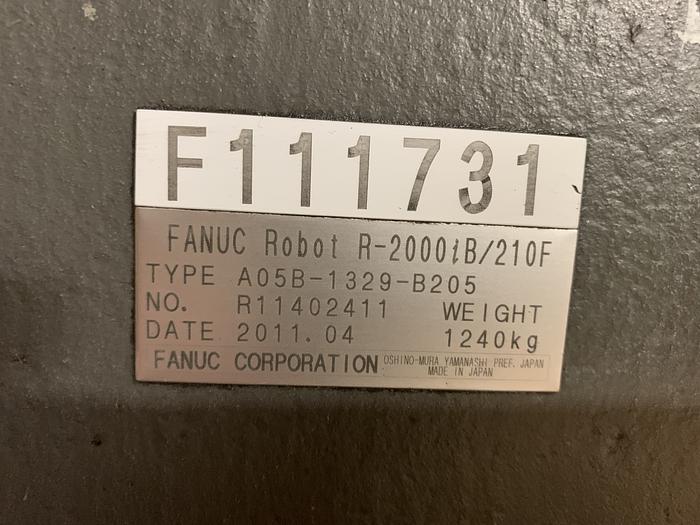 F111731
FANUC Robot R-2000iB/210F
TYPE A05B-1329-B205
NO. R11402411 WEIGHT
DATE 2011.04 1240kg
FANUC CORPORATION OSHINO-MURA YAMANASHI PREF. JAPAN
MADE IN JAPAN